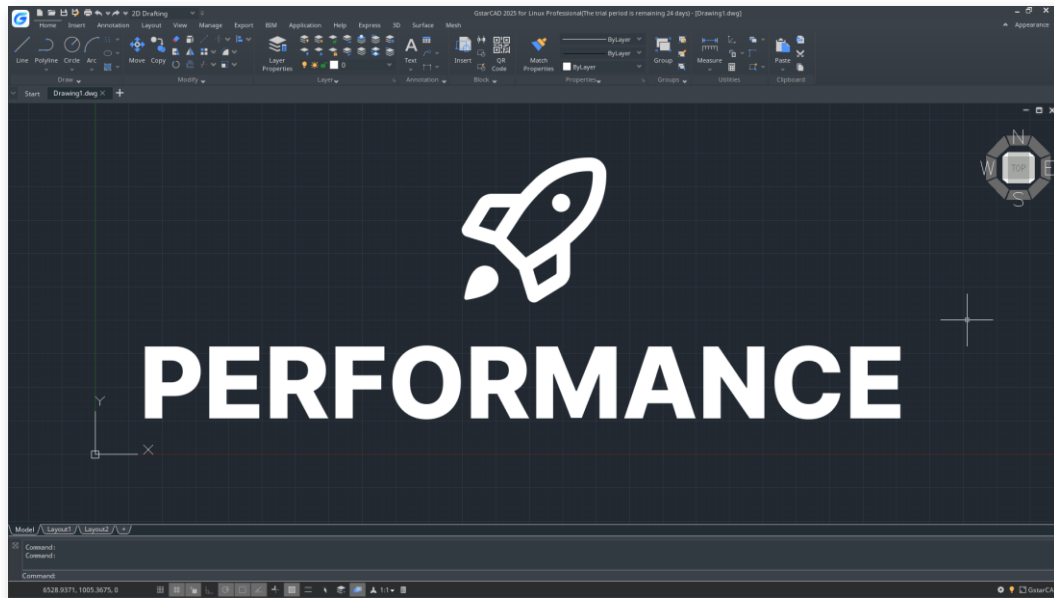 2D Drafting
GstarCAD 2025 for Linux Professional(The trial period is remaining 24 days) - [Drawing1.dwg]
Home Insert Annotation Layout View Manage Export BIM Application Help Express 3D Surface Mesh Appearance
Line Polyline Circle Arc Move Copy Layer Properties 0 Text Insert QR Code Match Properties ByLayer ByLayer ByLayer Group Measure Paste
Draw Modify Layer Annotation Block Properties Groups Utilities Clipboard
Start Drawing1.dwg
N
W TOP E
S
PERFORMANCE
Y
X
Model Layout1 Layout2 +
Command:
Command:
Command:
6528.9371, 1005.3675, 0 1:1 GstarCA